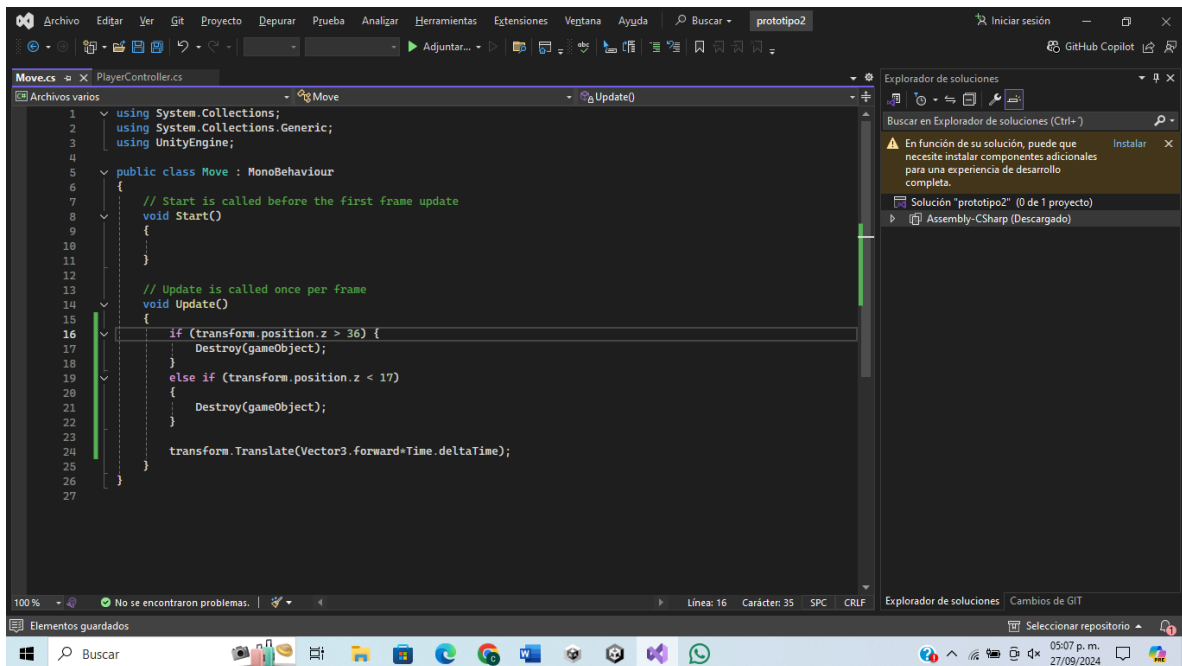 Archivo Editar Ver Git Proyecto Depurar Prueba Analizar Herramientas Extensiones Ventana Ayuda Buscar prototipo2 Iniciar sesión
Adjuntar... GitHub Copilot
Move.cs PlayerController.cs
Archivos varios Move Update()
1 using System.Collections;
2 using System.Collections.Generic;
3 using UnityEngine;
4
5 public class Move : MonoBehaviour
6 {
7 // Start is called before the first frame update
8 void Start()
9 {
10
11 }
12
13 // Update is called once per frame
14 void Update()
15 {
16 if (transform.position.z > 36) {
17 Destroy(gameObject);
18 }
19 else if (transform.position.z < 17)
20 {
21 Destroy(gameObject);
22 }
23
24 transform.Translate(Vector3.forward*Time.deltaTime);
25 }
26 }
27
100 % No se encontraron problemas. Línea: 16 Carácter: 35 SPC CRLF
Explorador de soluciones
Buscar en Explorador de soluciones (Ctrl+´)
En función de su solución, puede que Instalar
necesite instalar componentes adicionales
para una experiencia de desarrollo
completa.
Solución "prototipo2" (0 de 1 proyecto)
Assembly-CSharp (Descargado)
Explorador de soluciones Cambios de GIT
Elementos guardados Seleccionar repositorio
Buscar
05:07 p. m.
27/09/2024